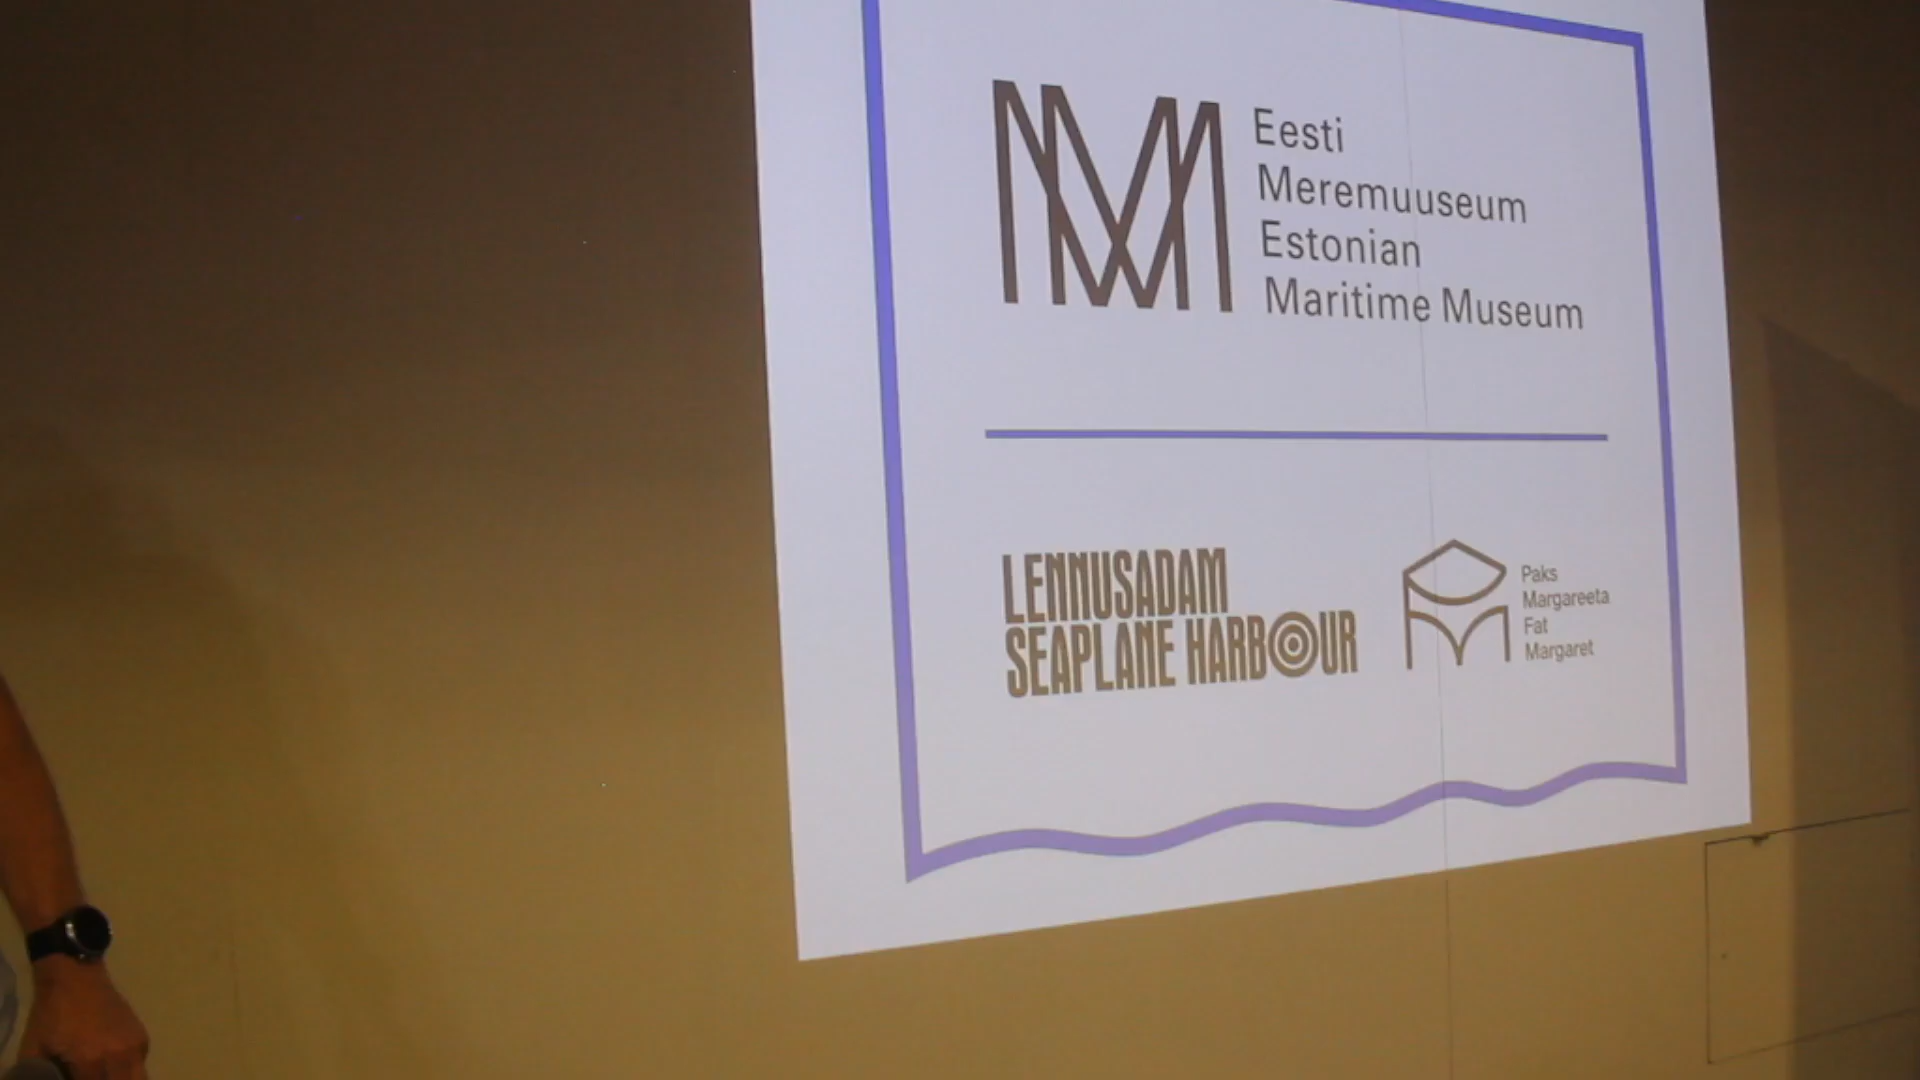 Eesti
Meremuuseum
Estonian
Maritime Museum
LENNUSADAM
SEAPLANE HARBOUR
Paks
Margareeta
Fat
Margaret